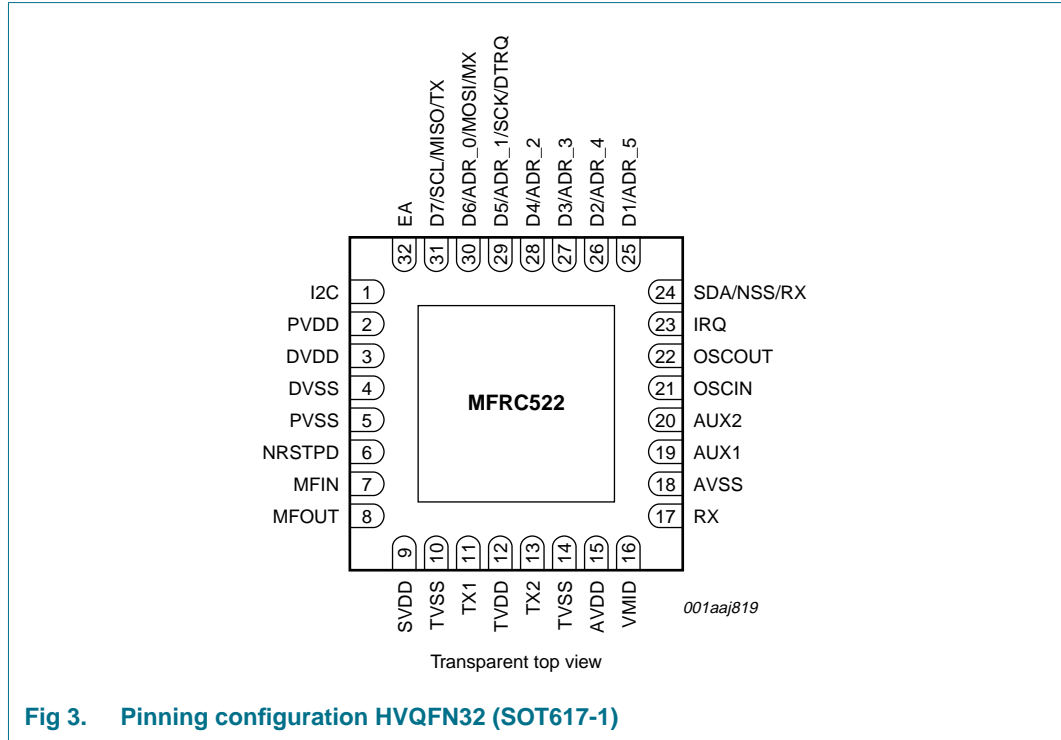 D7/SCL/MISO/TX
D6/ADR_0/MOSI/MX
D5/ADR_1/SCK/DTRQ
D4/ADR_2
D3/ADR_3
D2/ADR_4
D1/ADR_5
EA
32 31 30 29 28 27 26 25
I2C 1
PVDD 2
DVDD 3
DVSS 4
PVSS 5
NRSTPD 6
MFIN 7
MFOUT 8
MFRC522
24 SDA/NSS/RX
23 IRQ
22 OSCOUT
21 OSCIN
20 AUX2
19 AUX1
18 AVSS
17 RX
9 10 11 12 13 14 15 16
SVDD
TVSS
TX1
TVDD
TX2
TVSS
AVDD
VMID
001aaj819
Transparent top view
Fig 3. Pinning configuration HVQFN32 (SOT617-1)